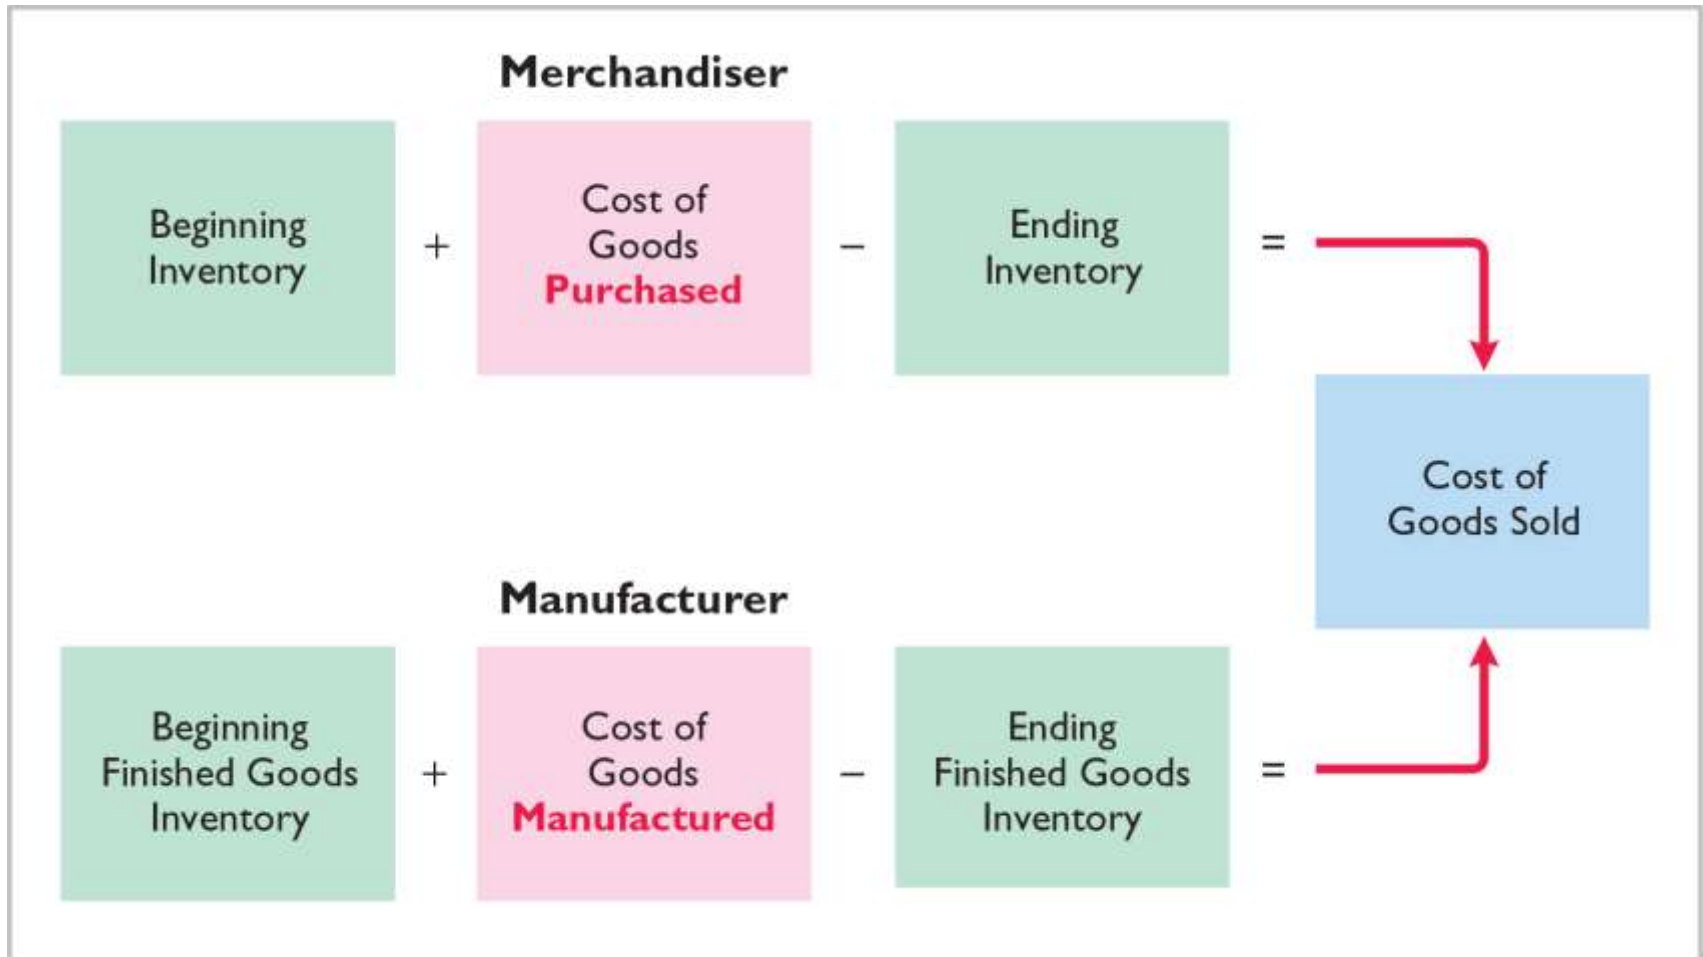 Merchandiser
Beginning
Inventory
+
Cost of
Goods
Purchased
−
Ending
Inventory
=
Cost of
Goods Sold
Manufacturer
Beginning
Finished Goods
Inventory
+
Cost of
Goods
Manufactured
−
Ending
Finished Goods
Inventory
=